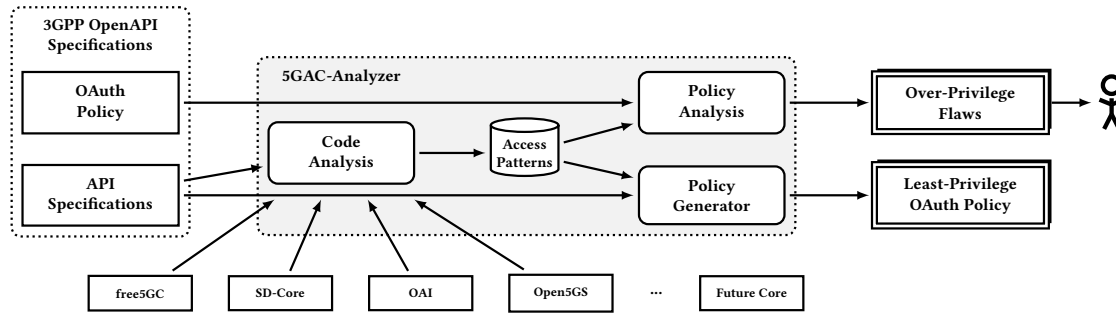 3GPP OpenAPI
Specifications
OAuth
Policy
API
Specifications
5GAC-Analyzer
Code
Analysis
Access
Patterns
Policy
Analysis
Policy
Generator
Over-Privilege
Flaws
Least-Privilege
OAuth Policy
free5GC
SD-Core
OAI
Open5GS
...
Future Core